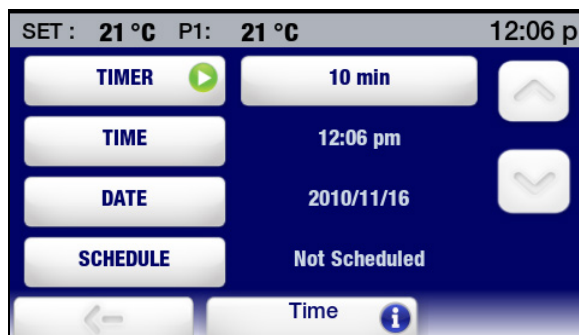 SET : 21 °C P1: 21 °C 12:06 p
TIMER 10 min
TIME 12:06 pm
DATE 2010/11/16
SCHEDULE Not Scheduled
Time i